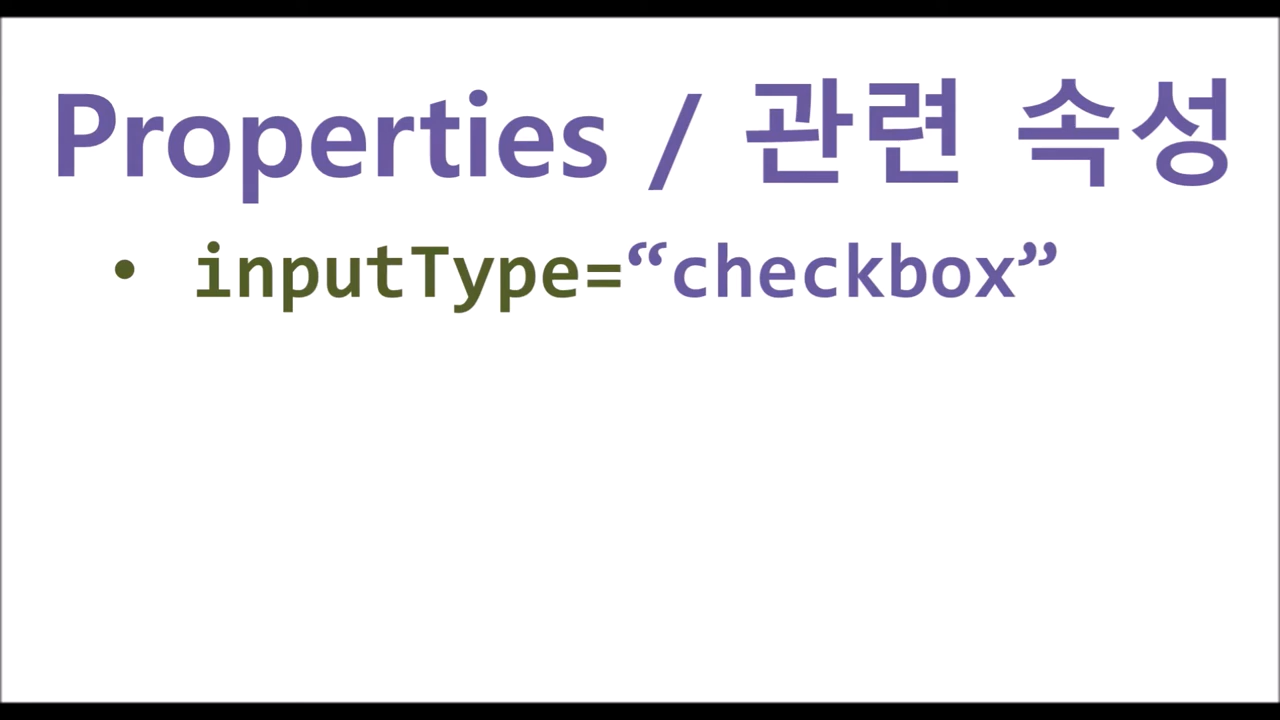 Properties / 관련 속성
• inputType=“checkbox”